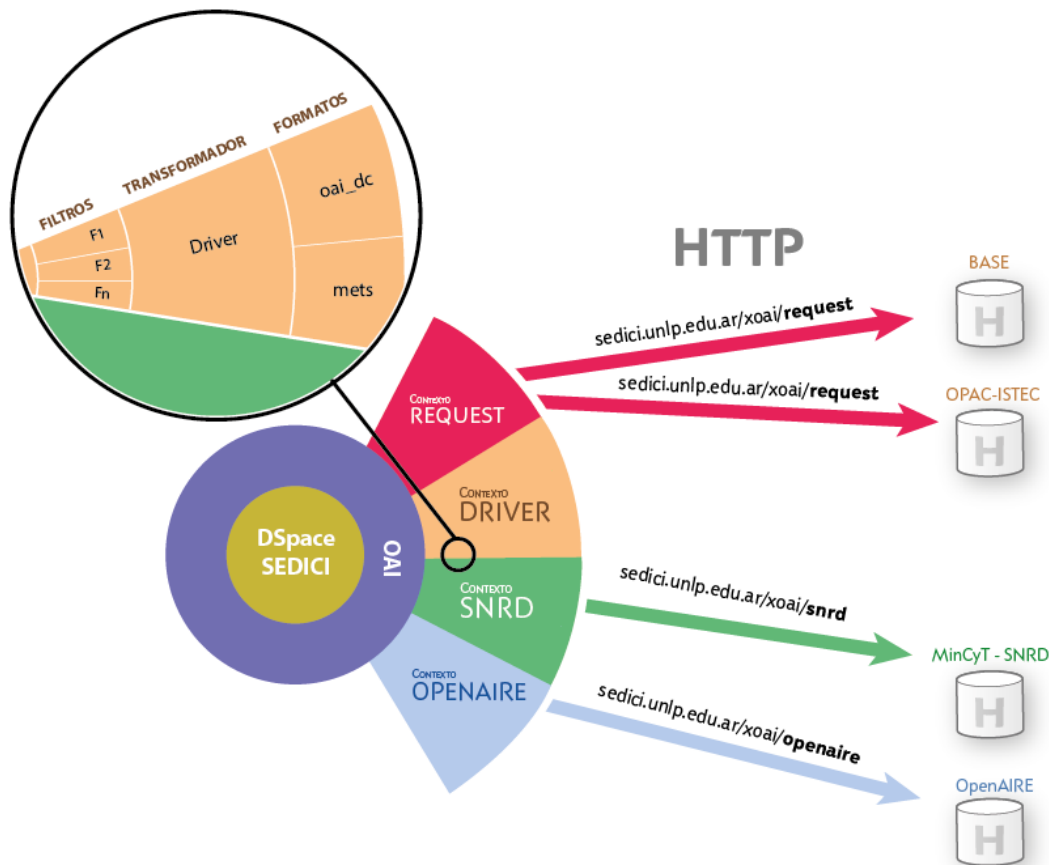 FILTROS
TRANSFORMADOR
FORMATOS
F1
F2
Fn
Driver
oai_dc
mets
HTTP
sedici.unlp.edu.ar/xoai/request
sedici.unlp.edu.ar/xoai/request
sedici.unlp.edu.ar/xoai/snrd
sedici.unlp.edu.ar/xoai/openaire
BASE
H
OPAC-ISTEC
H
MinCyT - SNRD
H
OpenAIRE
H
DSpace
SEDICI
OAI
Contexto
REQUEST
Contexto
DRIVER
Contexto
SNRD
Contexto
OPENAIRE